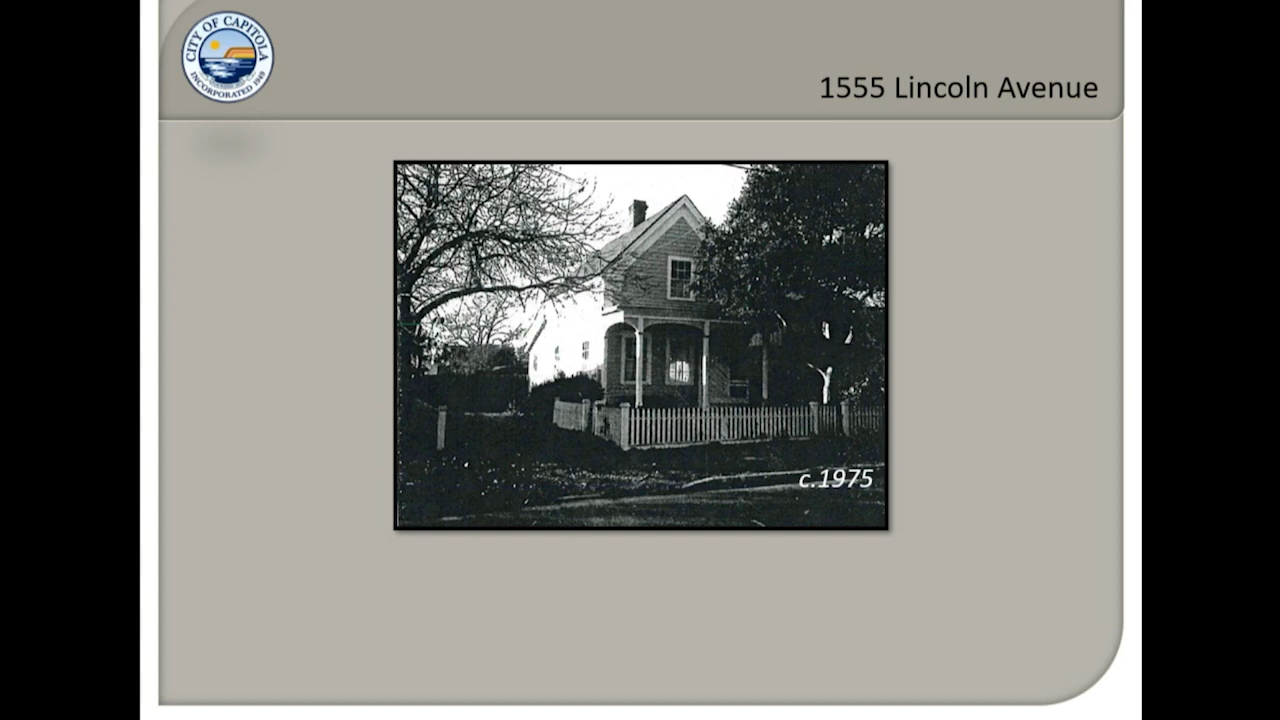 CITY OF CAPITOLA
INCORPORATED 1949
1555 Lincoln Avenue
c.1975